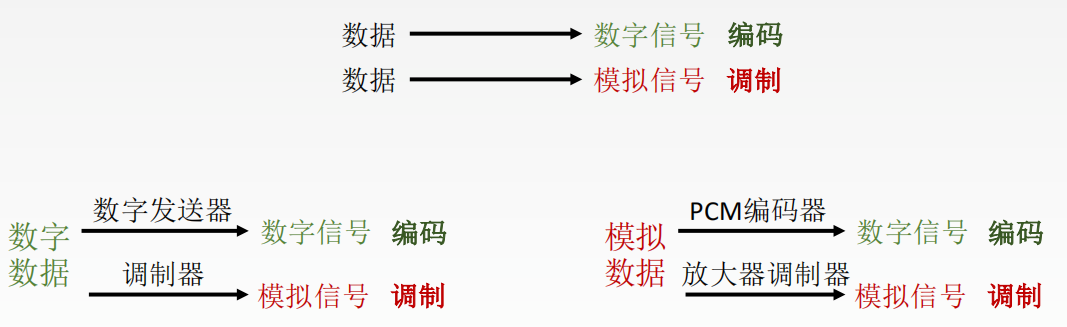 数据 数字信号 编码
数据 模拟信号 调制
数字发送器
数字
数据
数字信号 编码
调制器
模拟信号 调制
PCM编码器
模拟
数据
数字信号 编码
放大器调制器
模拟信号 调制